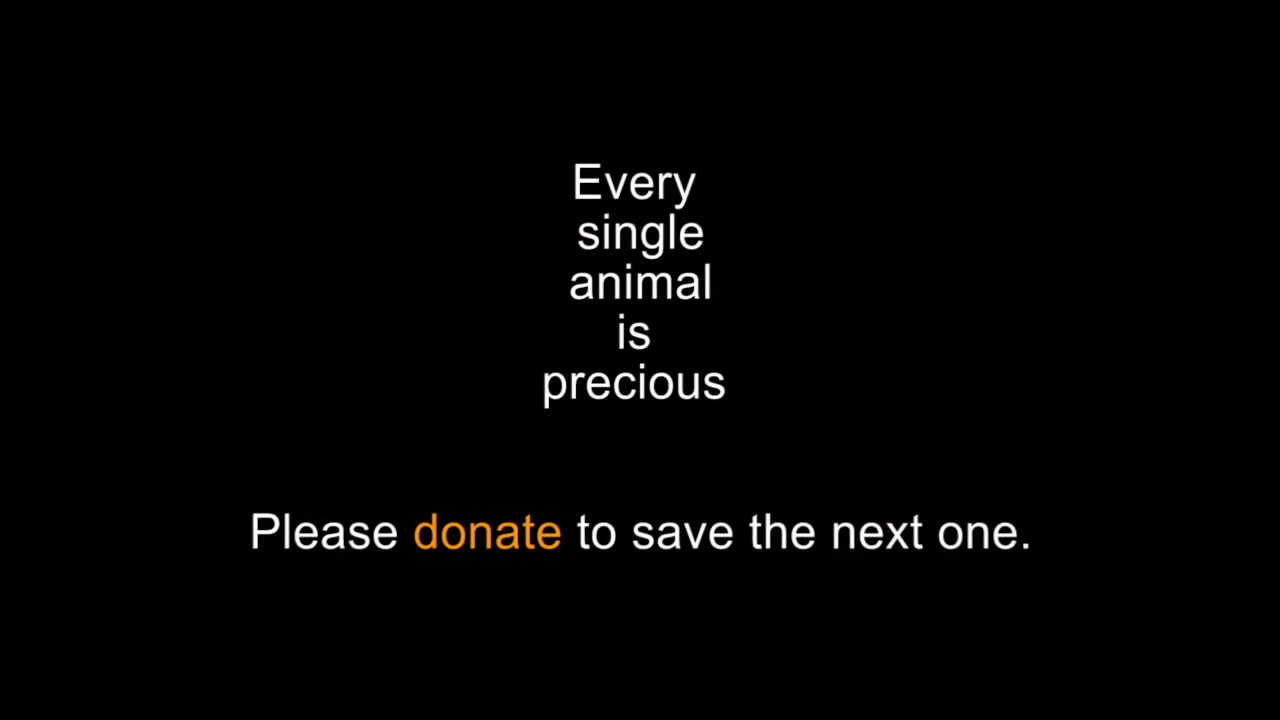 Every
single
animal
is
precious
Please donate to save the next one.